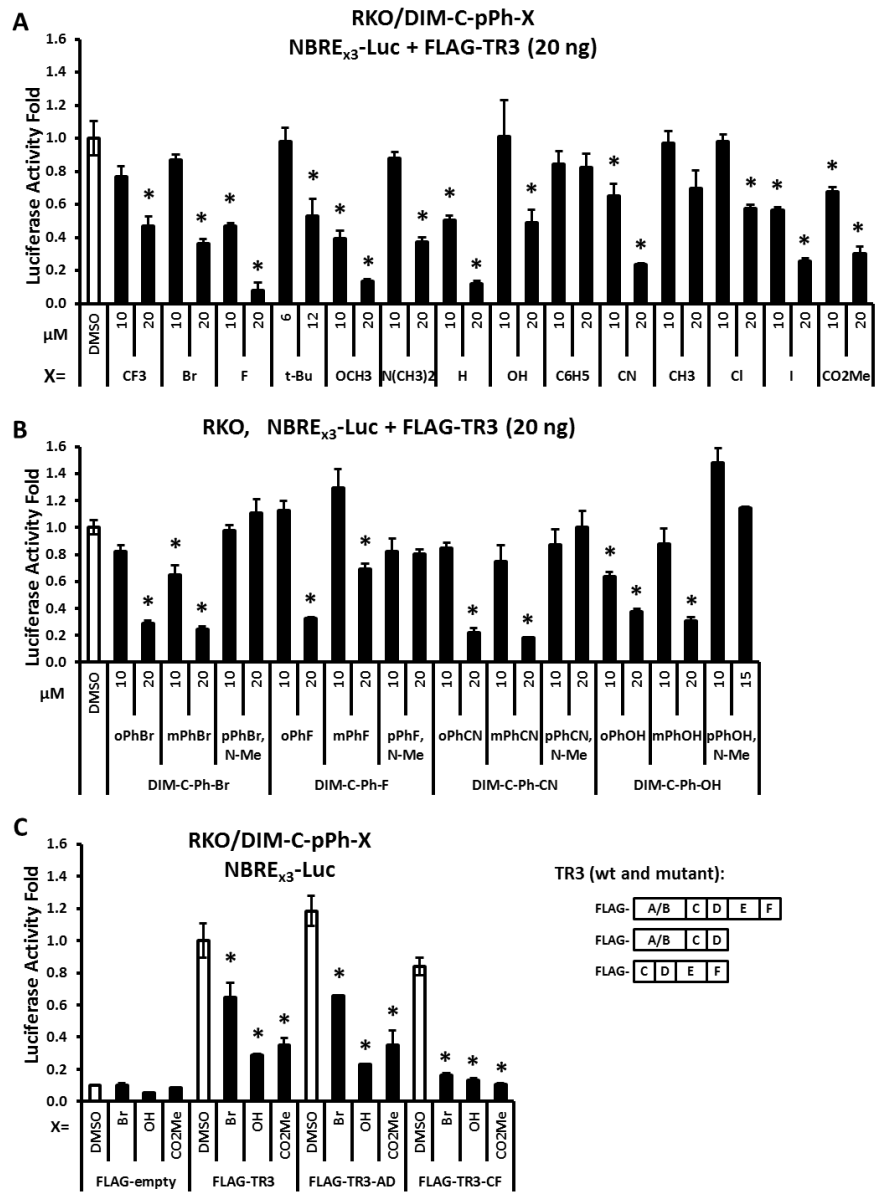 A
RKO/DIM-C-pPh-X
NBREx3-Luc + FLAG-TR3 (20 ng)
Luciferase Activity Fold
1.8
1.6
1.4
1.2
1.0
0.8
0.6
0.4
0.2
0.0
* * * * * * * * * * * * * * * * * *
μM
DMSO 10 20 10 20 10 20 6 12 10 20 10 20 10 20 10 20 10 20 10 20 10 20 10 20 10 20 10 20
X= CF3 Br F t-Bu OCH3 N(CH3)2 H OH C6H5 CN CH3 Cl I CO2Me
B
RKO, NBREx3-Luc + FLAG-TR3 (20 ng)
Luciferase Activity Fold
1.6
1.4
1.2
1.0
0.8
0.6
0.4
0.2
0.0
* * * * * * * * * *
μM
DMSO 10 20 10 20 10 20 10 20 10 20 10 20 10 20 10 20 10 20 10 20 10 20 10 15
oPhBr mPhBr pPhBr, N-Me oPhF mPhF pPhF, N-Me oPhCN mPhCN pPhCN, N-Me oPhOH mPhOH pPhOH, N-Me
DIM-C-Ph-Br DIM-C-Ph-F DIM-C-Ph-CN DIM-C-Ph-OH
C
RKO/DIM-C-pPh-X
NBREx3-Luc
Luciferase Activity Fold
1.6
1.4
1.2
1.0
0.8
0.6
0.4
0.2
0.0
* * * * * * * * *
X= DMSO Br OH CO2Me DMSO Br OH CO2Me DMSO Br OH CO2Me DMSO Br OH CO2Me
FLAG-empty FLAG-TR3 FLAG-TR3-AD FLAG-TR3-CF
TR3 (wt and mutant):
FLAG- A/B C D E F
FLAG- A/B C D
FLAG- C D E F